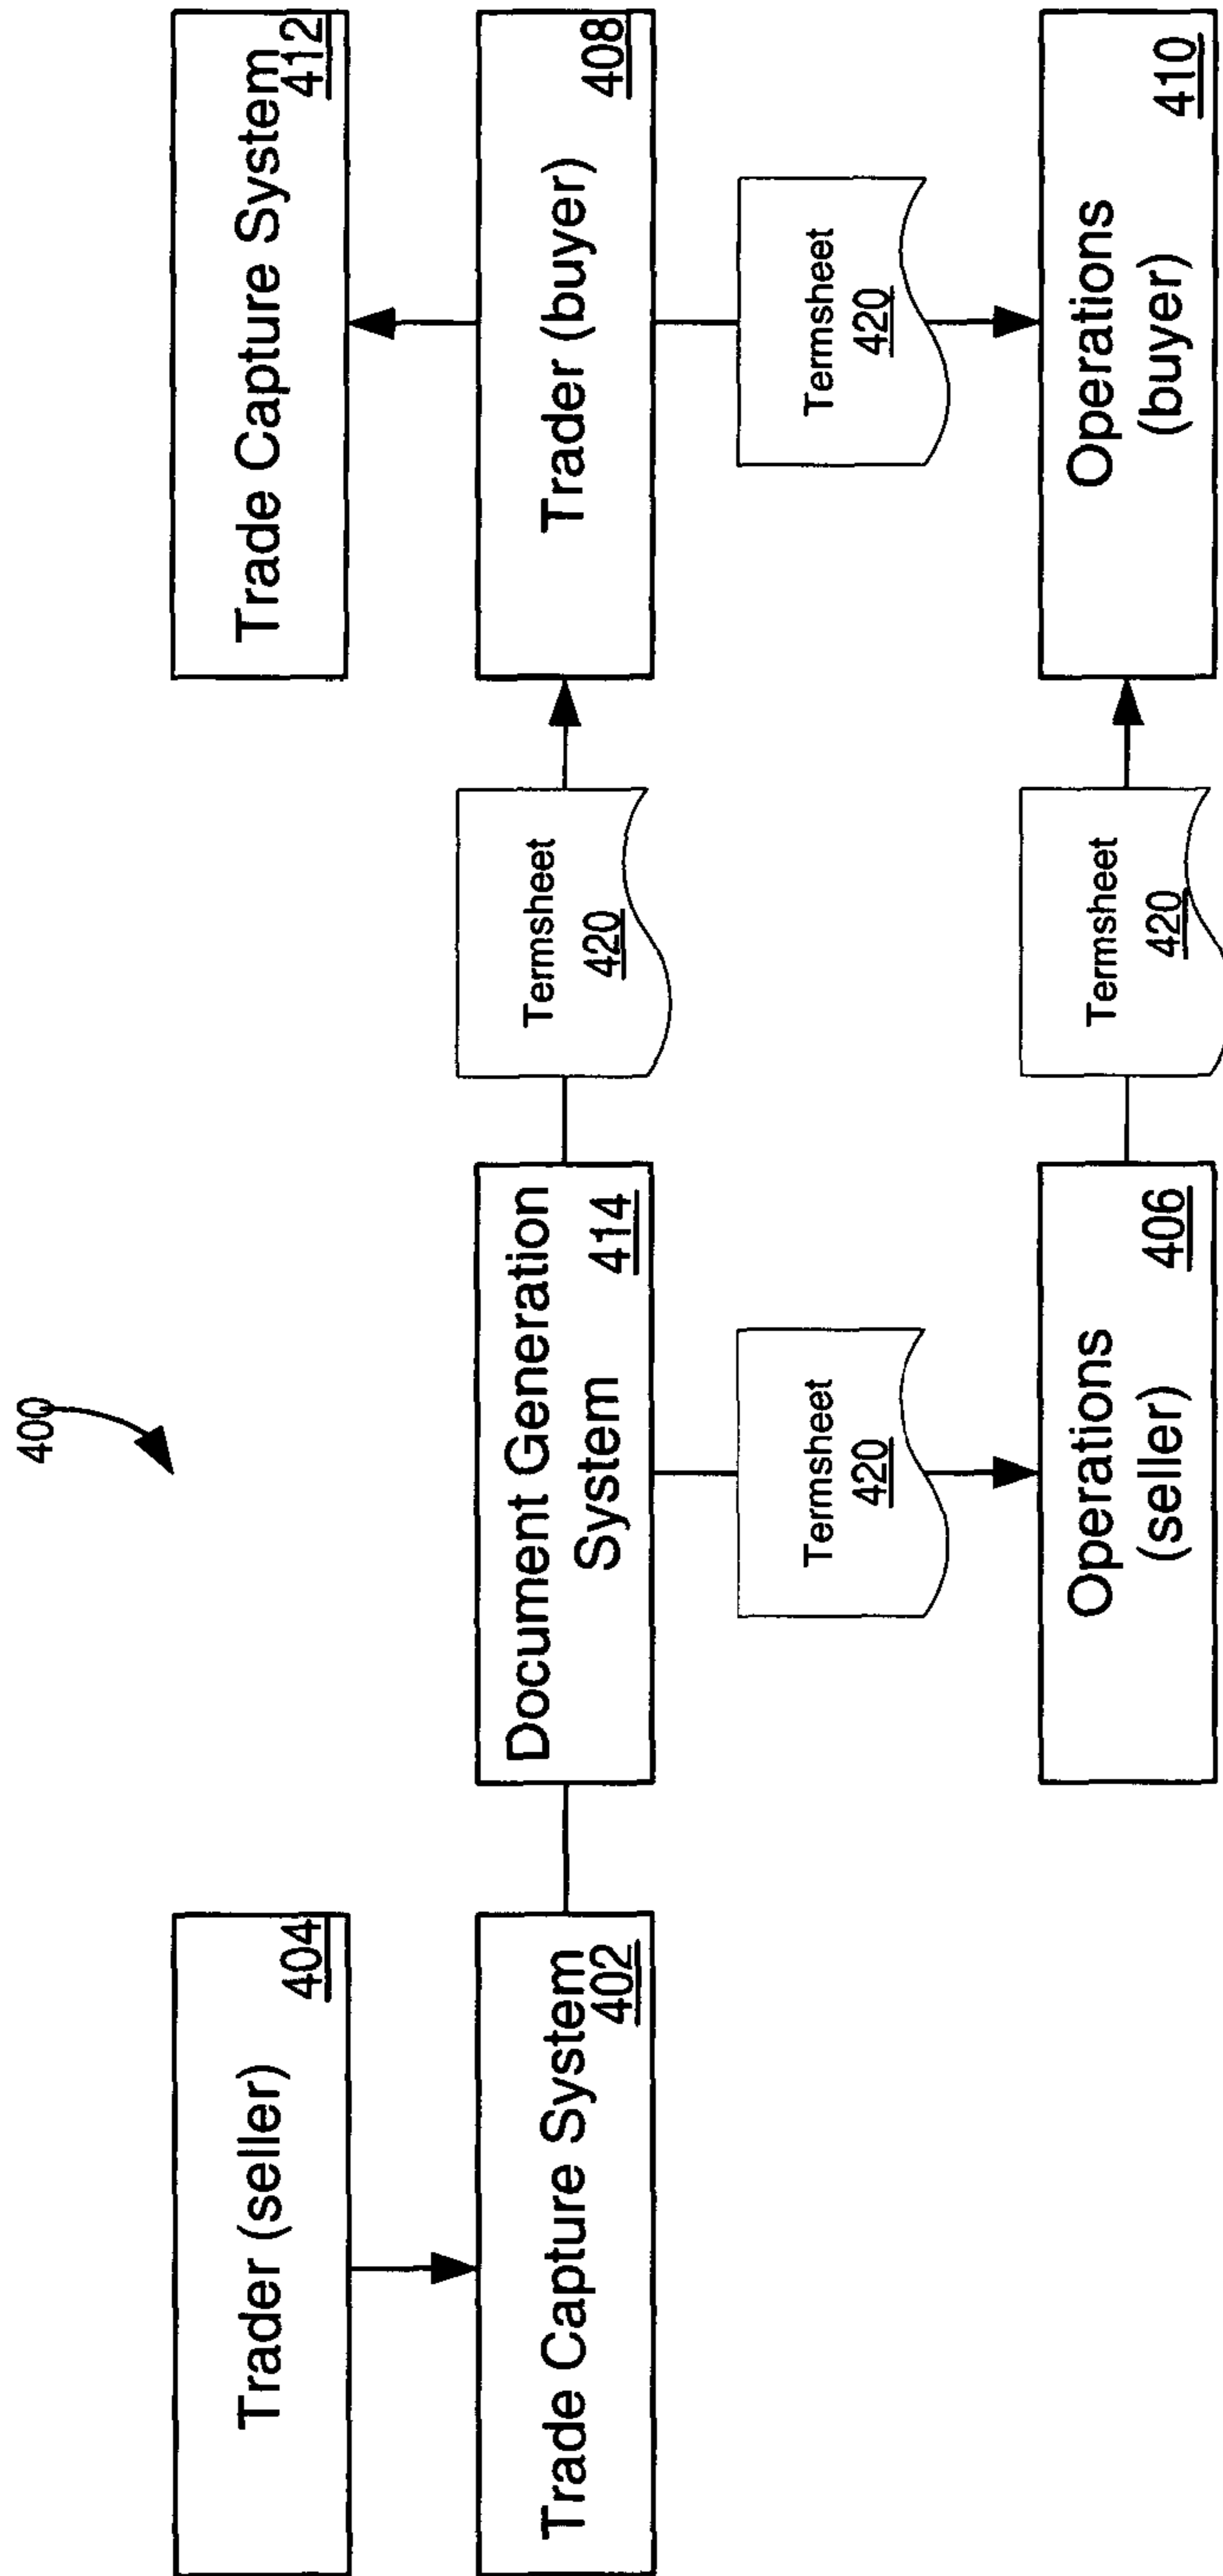 400
Trader (seller)
404
Trade Capture System
412
Trade Capture System
402
Document Generation
System
414
Termsheet
420
Trader (buyer)
408
Termsheet
420
Termsheet
420
Operations
(seller)
406
Termsheet
420
Operations
(buyer)
410